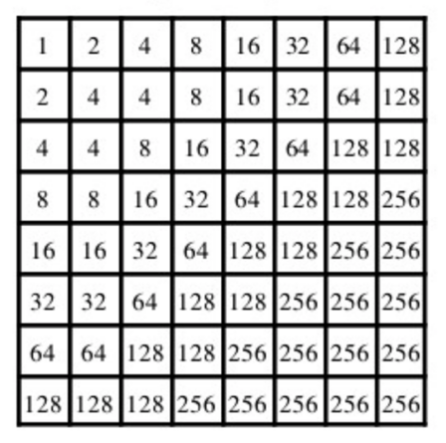 1 2 4 8 16 32 64 128
2 4 4 8 16 32 64 128
4 4 8 16 32 64 128 128
8 8 16 32 64 128 128 256
16 16 32 64 128 128 256 256
32 32 64 128 128 256 256 256
64 64 128 128 256 256 256 256
128 128 128 256 256 256 256 256